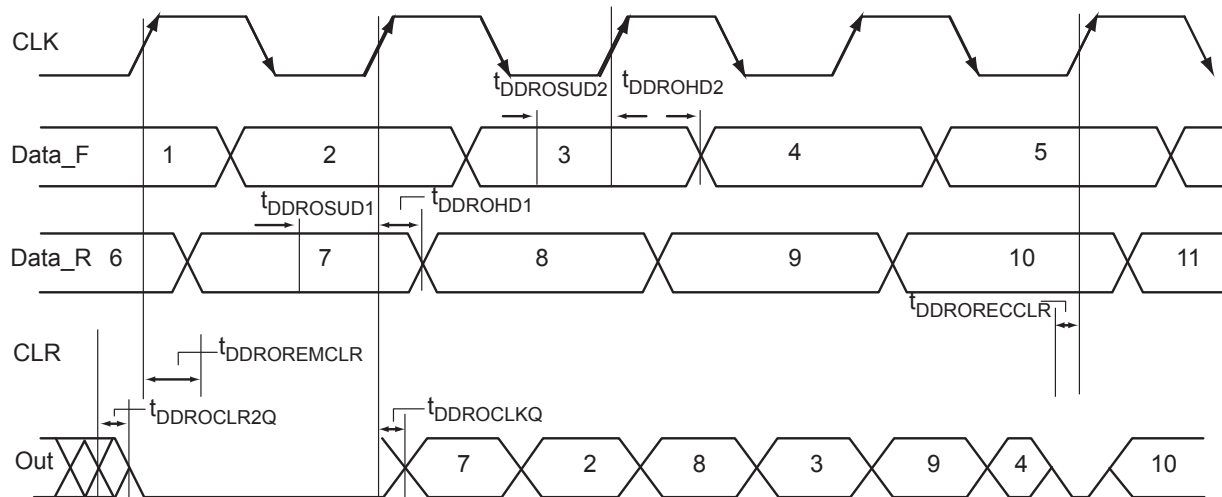 CLK
tDDROSUD2 tDDROHD2
Data_F 1 2 3 4 5
tDDROSUD1 tDDROHD1
Data_R 6 7 8 9 10 11
tDDRORECCLR
CLR
tDDROREMCLR
tDDROCLR2Q tDDROCLKQ
Out 7 2 8 3 9 4 10